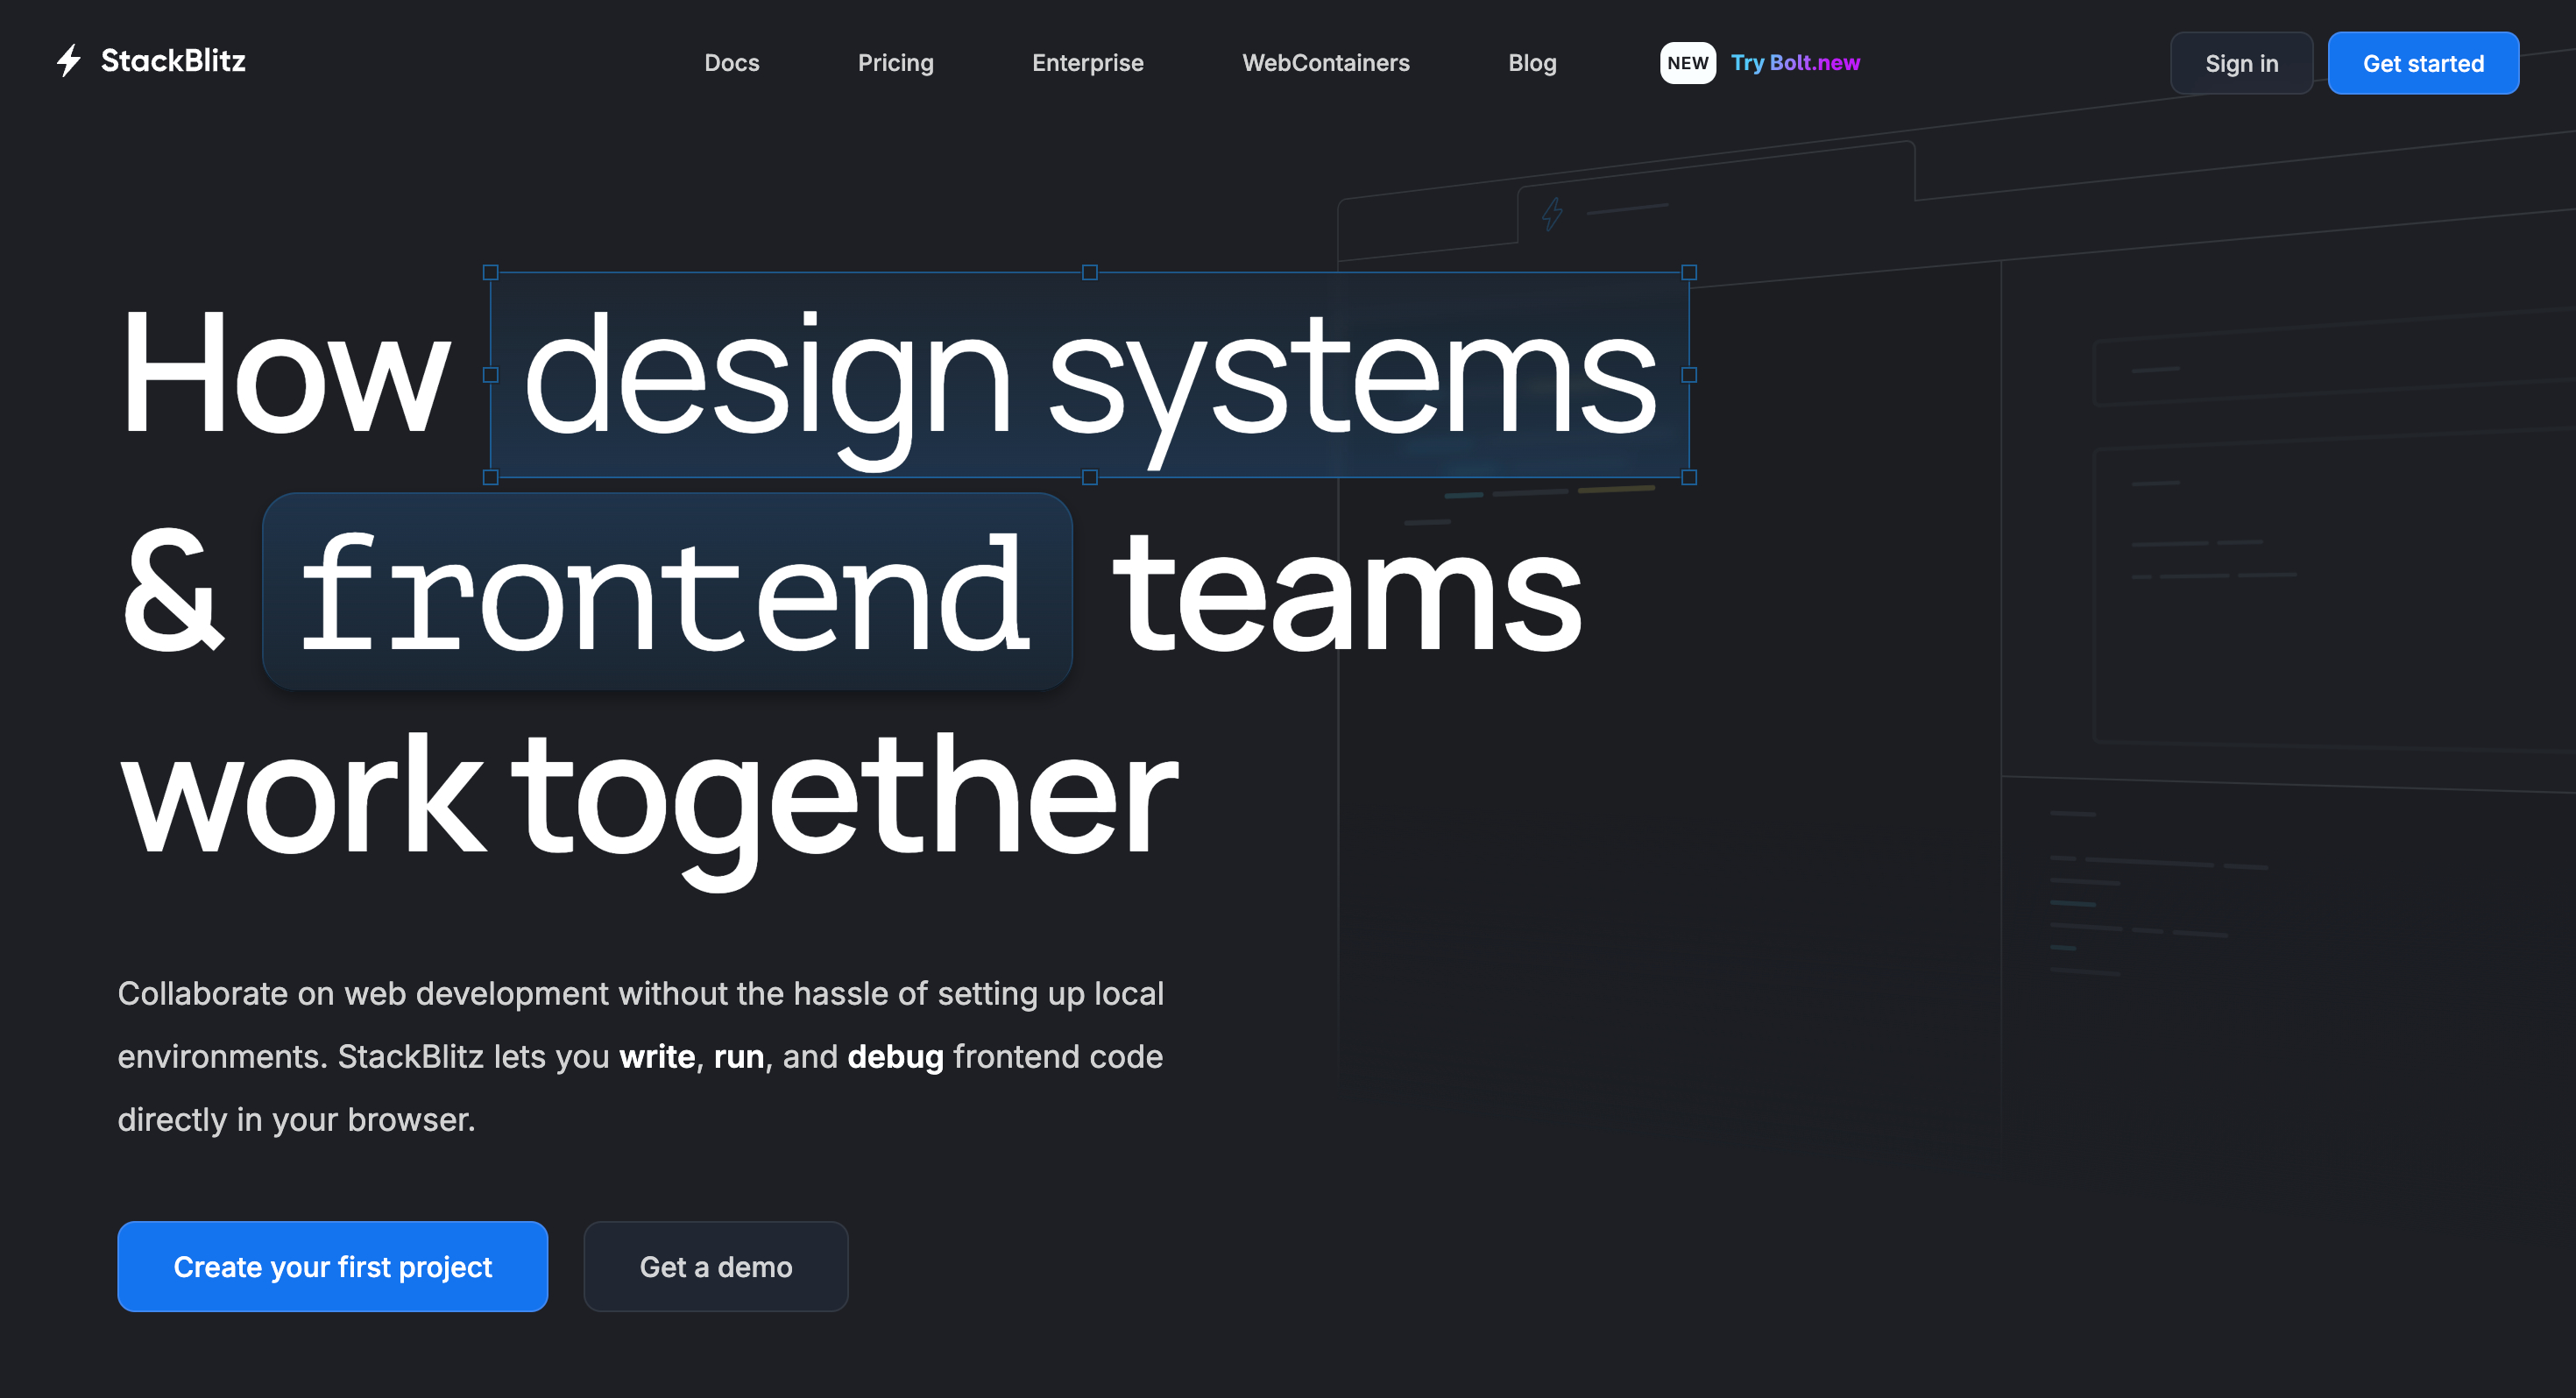 StackBlitz
Docs
Pricing
Enterprise
WebContainers
Blog
NEW Try Bolt.new
Sign in
Get started
How design systems
& frontend teams
work together
Collaborate on web development without the hassle of setting up local
environments. StackBlitz lets you write, run, and debug frontend code
directly in your browser.
Create your first project
Get a demo